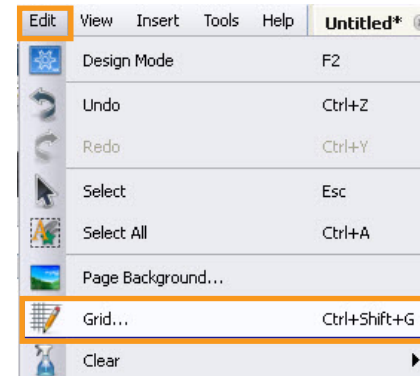 Edit View Insert Tools Help Untitled*
Design Mode F2
Undo Ctrl+Z
Redo Ctrl+Y
Select Esc
Select All Ctrl+A
Page Background...
Grid... Ctrl+Shift+G
Clear